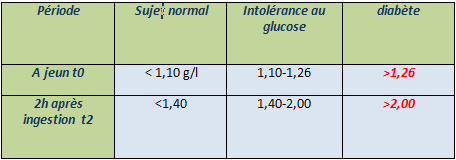 Période Sujet normal Intolérance au glucose diabète
A jeun t0 < 1,10 g/l 1,10-1,26 >1,26
2h après ingestion t2 <1,40 1,40-2,00 >2,00